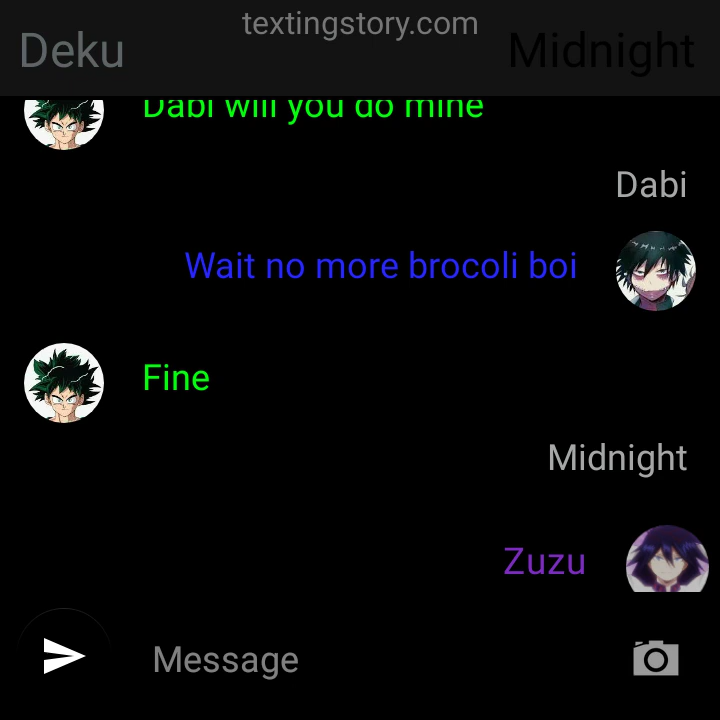 textingstory.com
Deku
Midnight
Dabi will you do mine
Dabi
Wait no more brocoli boi
Fine
Midnight
Zuzu
Message